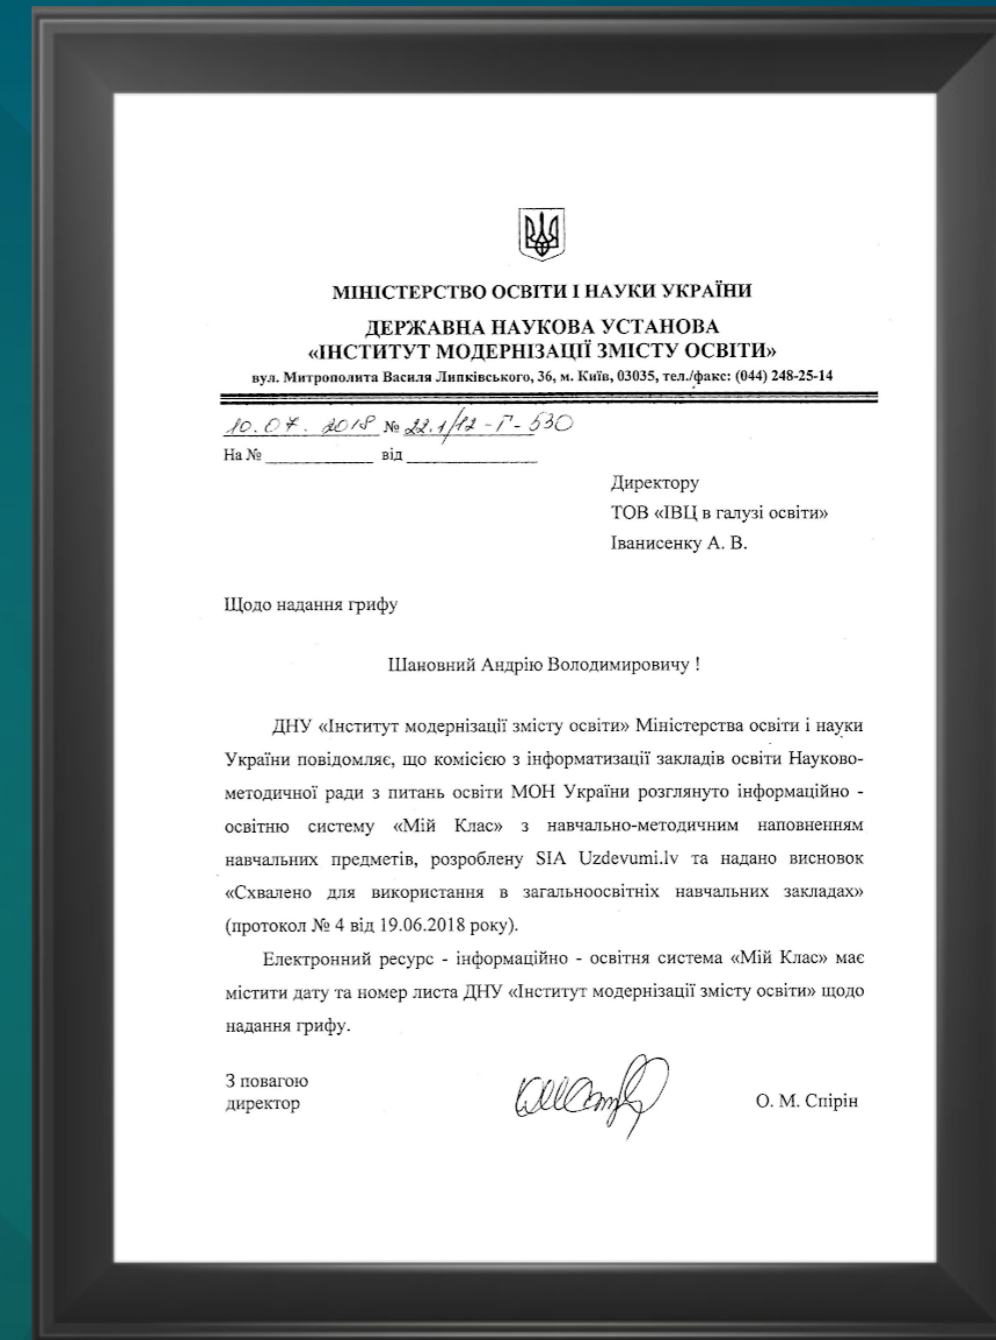 МІНІСТЕРСТВО ОСВІТИ І НАУКИ УКРАЇНИ
ДЕРЖАВНА НАУКОВА УСТАНОВА
«ІНСТИТУТ МОДЕРНІЗАЦІЇ ЗМІСТУ ОСВІТИ»
вул. Митрополита Василя Липківського, 36, м. Київ, 03035, тел./факс: (044) 248-25-14
10.07.2018 № 22.1/12-Г-530
На № ____________ від ______________
Директору
ТОВ «ІВЦ в галузі освіти»
Іванисенку А. В.
Щодо надання грифу
Шановний Андрію Володимировичу !
ДНУ «Інститут модернізації змісту освіти» Міністерства освіти і науки
України повідомляє, що комісією з інформатизації закладів освіти Науково-
методичної ради з питань освіти МОН України розглянуто інформаційно -
освітню систему «Мій Клас» з навчально-методичним наповненням
навчальних предметів, розроблену SIA Uzdevumi.lv та надано висновок
«Схвалено для використання в загальноосвітніх навчальних закладах»
(протокол № 4 від 19.06.2018 року).
Електронний ресурс - інформаційно - освітня система «Мій Клас» має
містити дату та номер листа ДНУ «Інститут модернізації змісту освіти» щодо
надання грифу.
З повагою
директор
О. М. Спірін